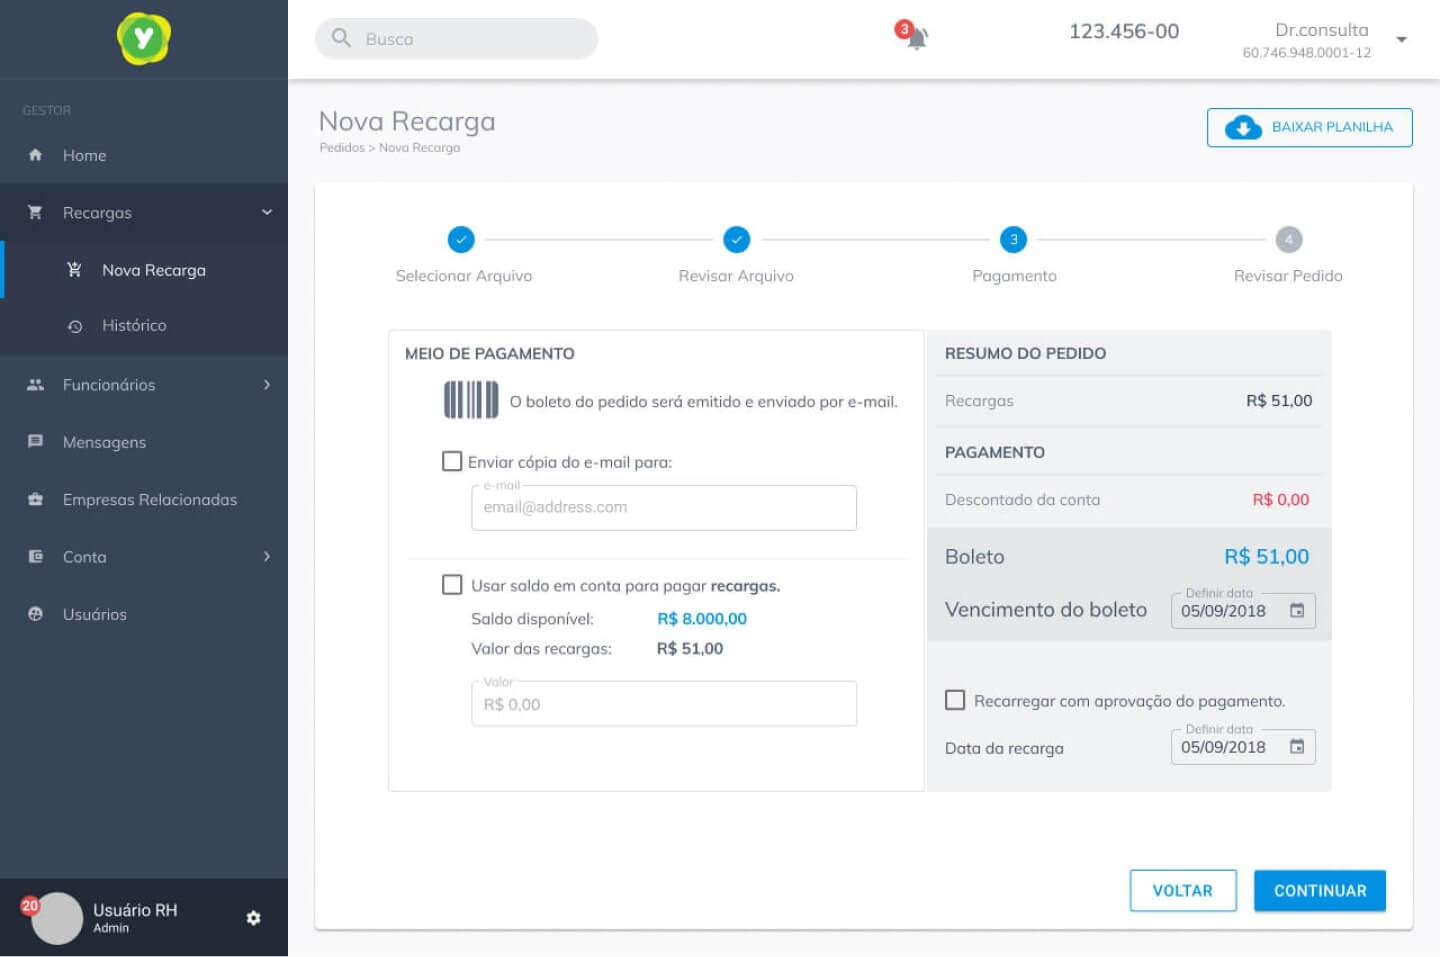 y
Busca
3
123.456-00
Dr.consulta
60.746.948.0001-12
GESTOR
Home
Recargas
Nova Recarga
Histórico
Funcionários
Mensagens
Empresas Relacionadas
Conta
Usuários
20
Usuário RH
Admin
Nova Recarga
Pedidos > Nova Recarga
BAIXAR PLANILHA
Selecionar Arquivo
Revisar Arquivo
3
Pagamento
4
Revisar Pedido
MEIO DE PAGAMENTO
O boleto do pedido será emitido e enviado por e-mail.
Enviar cópia do e-mail para:
e-mail
email@address.com
Usar saldo em conta para pagar recargas.
Saldo disponível: R$ 8.000,00
Valor das recargas: R$ 51,00
Valor
R$ 0,00
RESUMO DO PEDIDO
Recargas R$ 51,00
PAGAMENTO
Descontado da conta R$ 0,00
Boleto R$ 51,00
Definir data
Vencimento do boleto 05/09/2018
Recarregar com aprovação do pagamento.
Definir data
Data da recarga 05/09/2018
VOLTAR
CONTINUAR